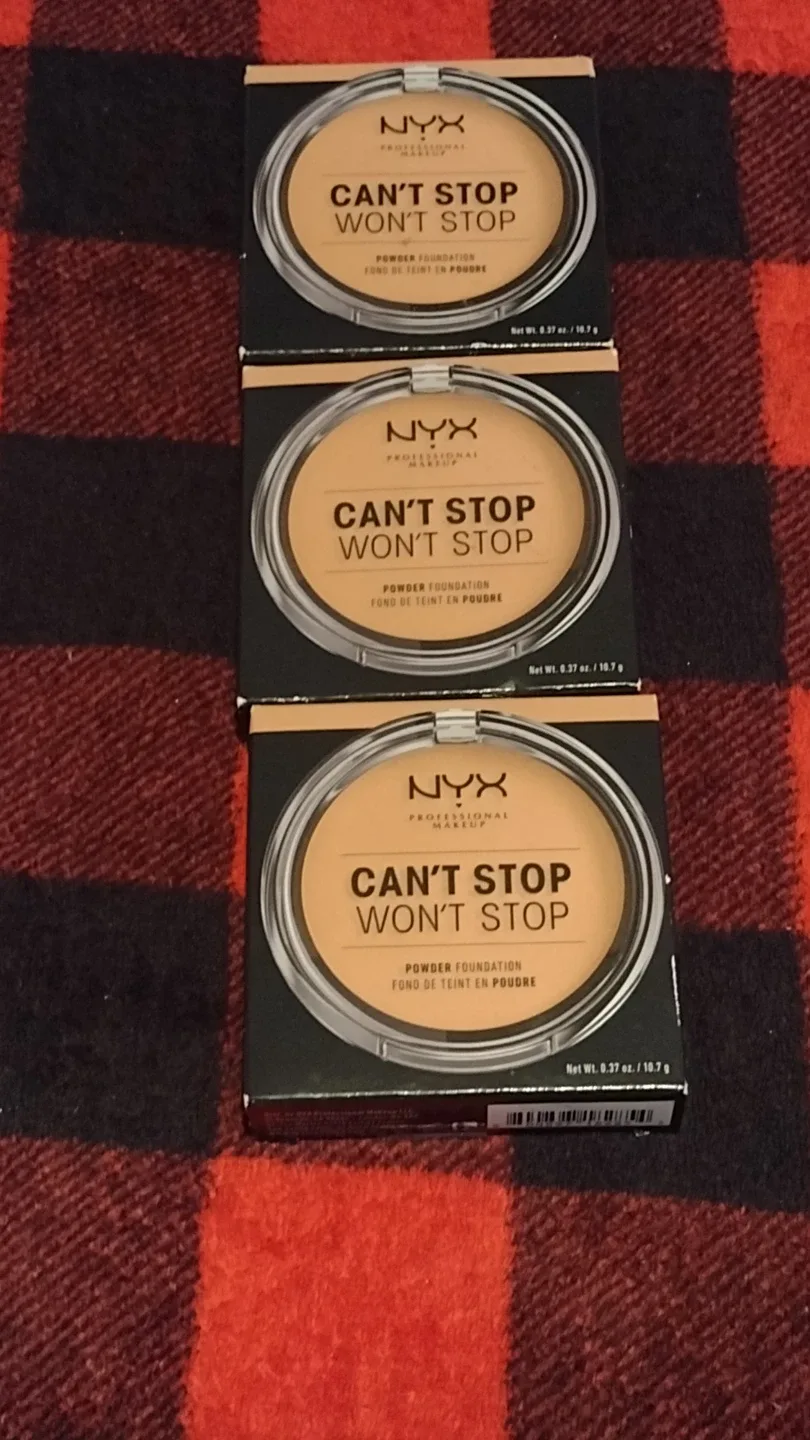 NYX
PROFESSIONAL
MAKEUP
CAN'T STOP
WON'T STOP
POWDER FOUNDATION
FOND DE TEINT EN POUDRE
Net Wt. 0.37 oz. / 10.7 g
NYX
PROFESSIONAL
MAKEUP
CAN'T STOP
WON'T STOP
POWDER FOUNDATION
FOND DE TEINT EN POUDRE
Net Wt. 0.37 oz. / 10.7 g
NYX
PROFESSIONAL
MAKEUP
CAN'T STOP
WON'T STOP
POWDER FOUNDATION
FOND DE TEINT EN POUDRE
Net Wt. 0.37 oz. / 10.7 g